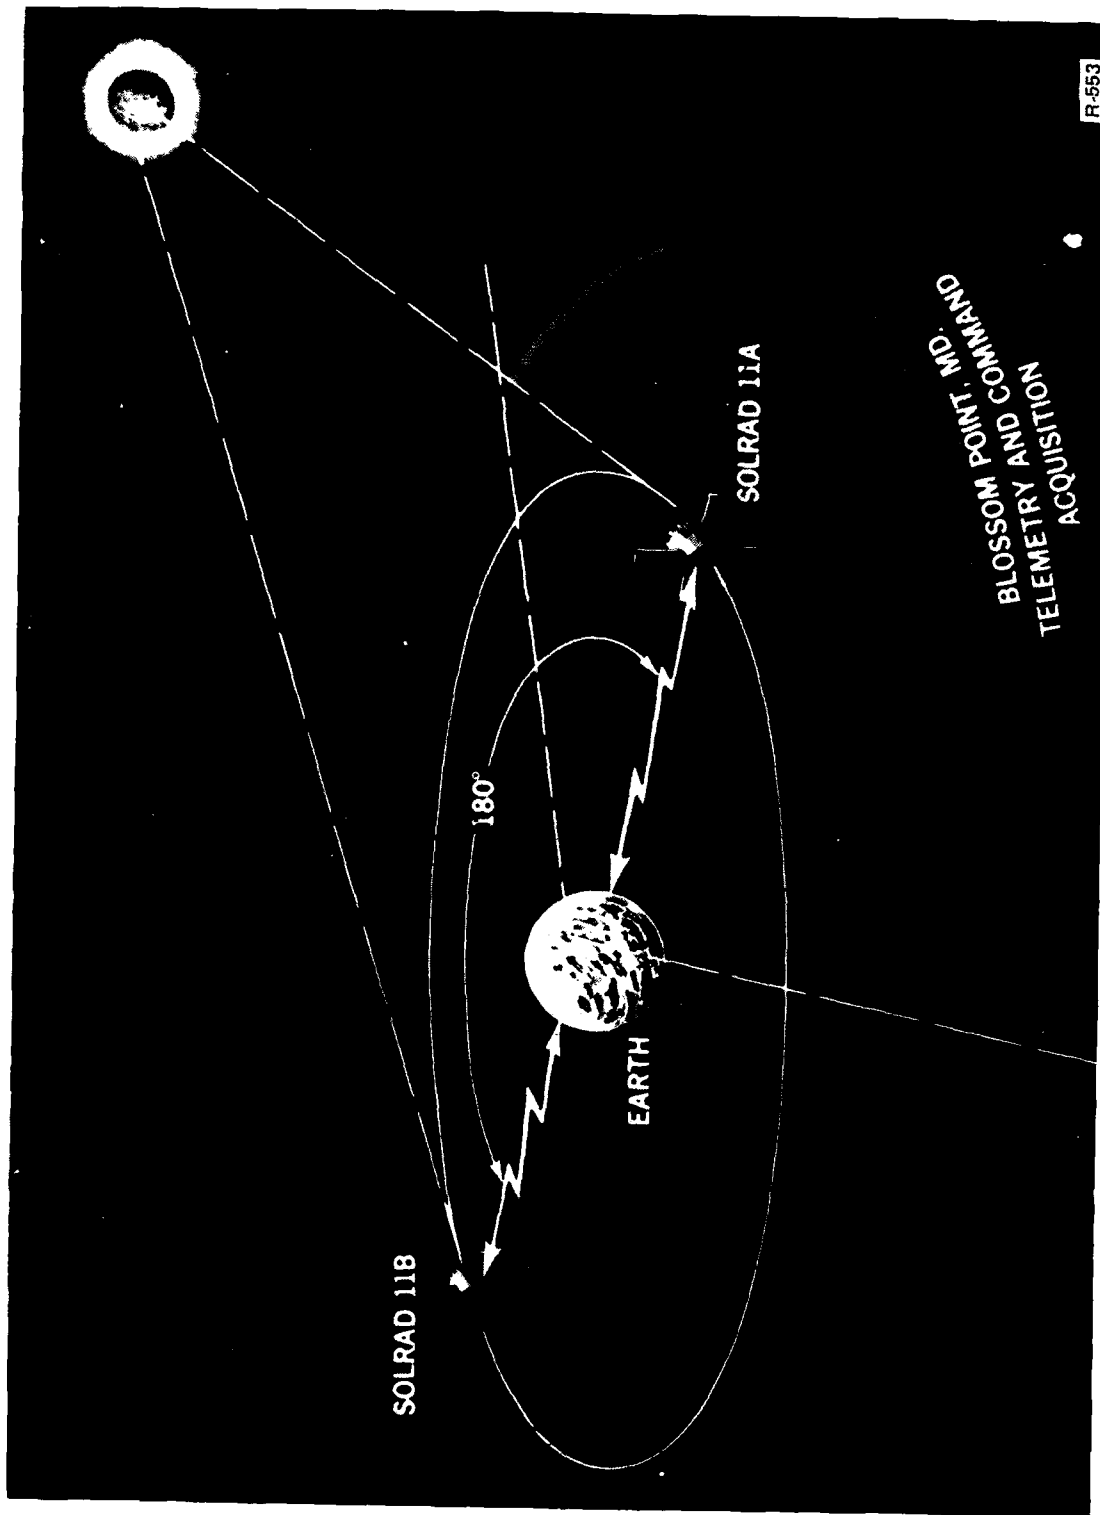 SOLRAD 11B
180°
EARTH
SOLRAD 11A
BLOSSOM POINT, MD.
TELEMETRY AND COMMAND
ACQUISITION
R-553